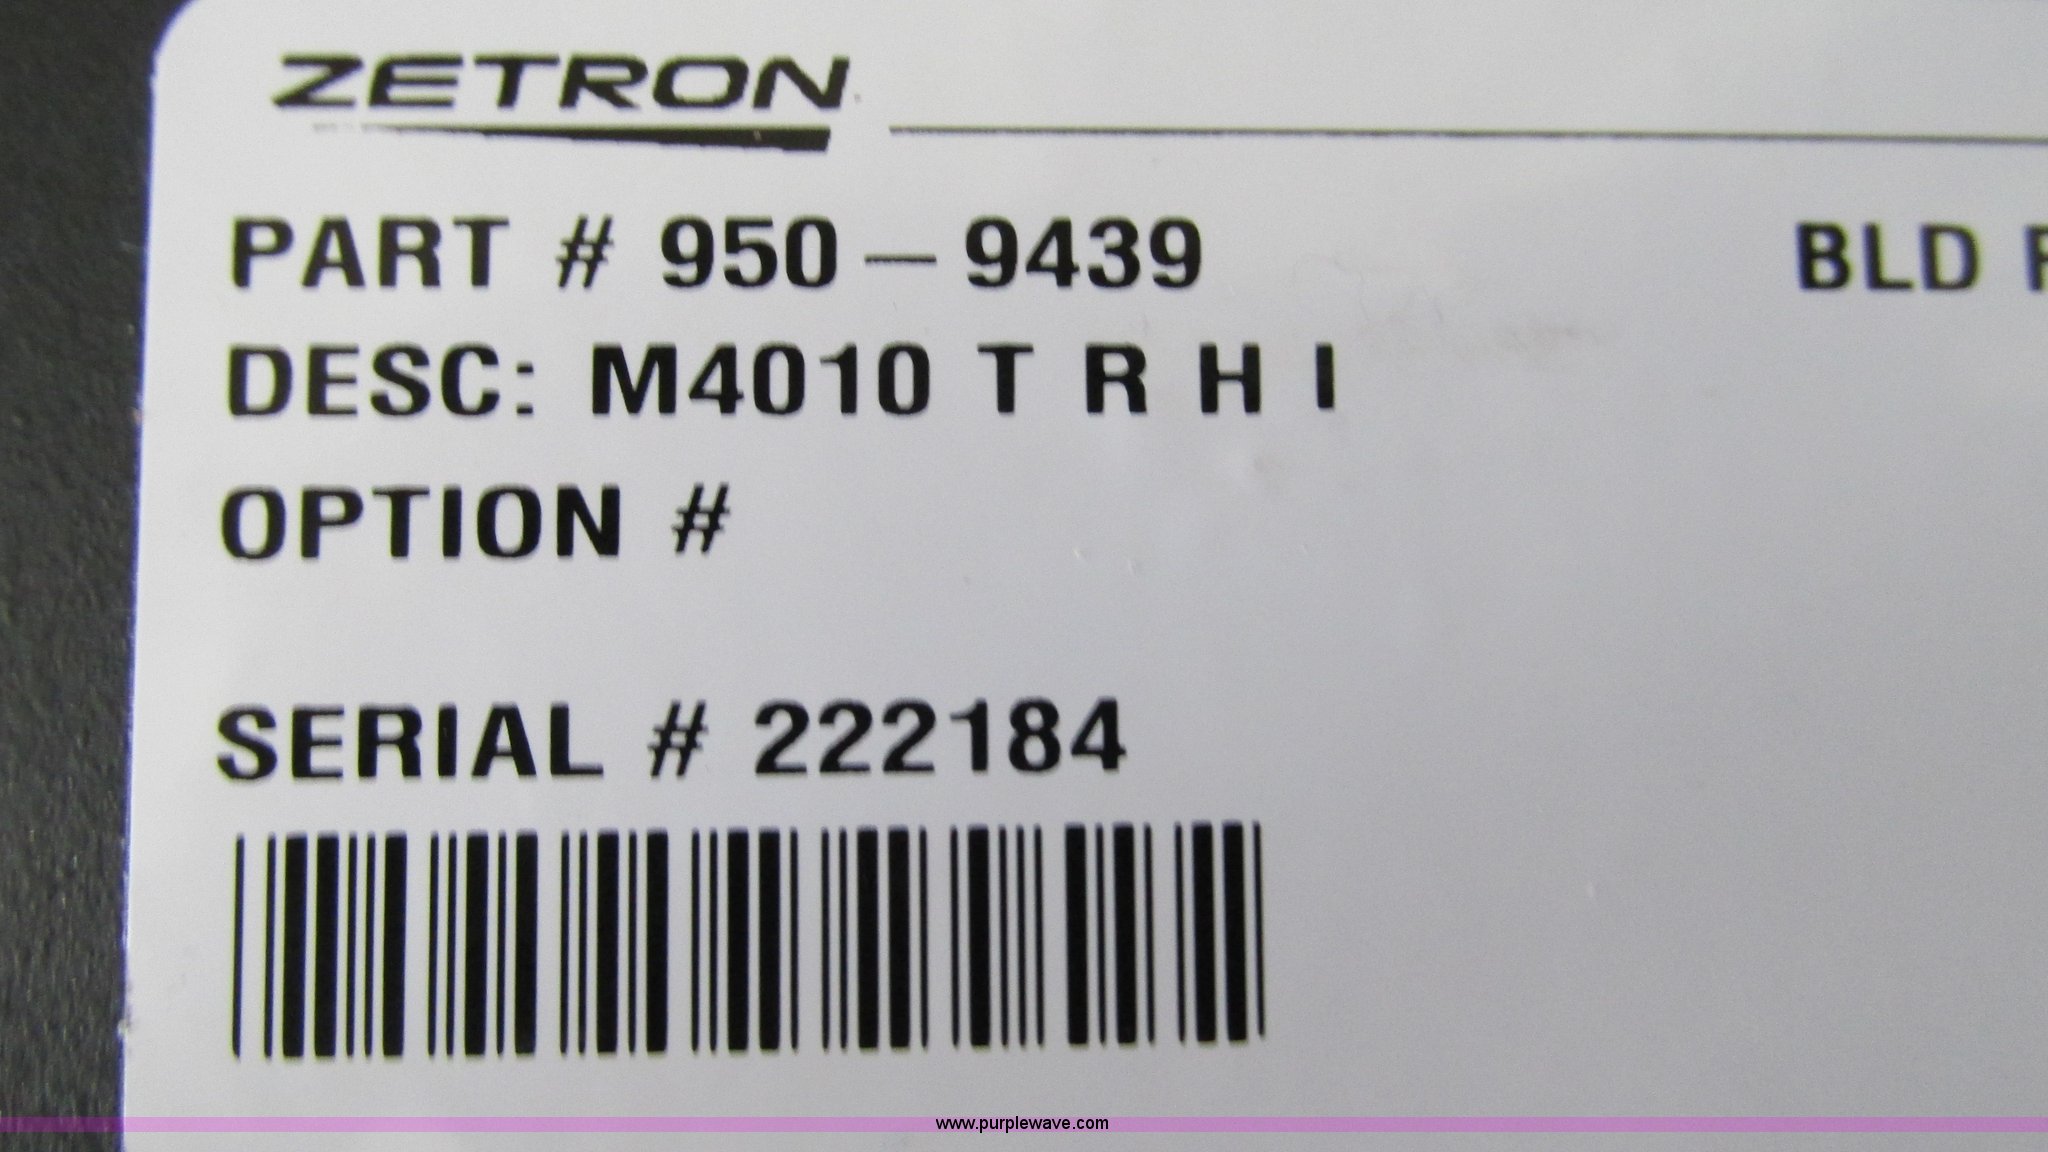 ZETRON
PART # 950-9439 BLD
DESC: M4010 T R H I
OPTION #
SERIAL # 222184
www.purplewave.com